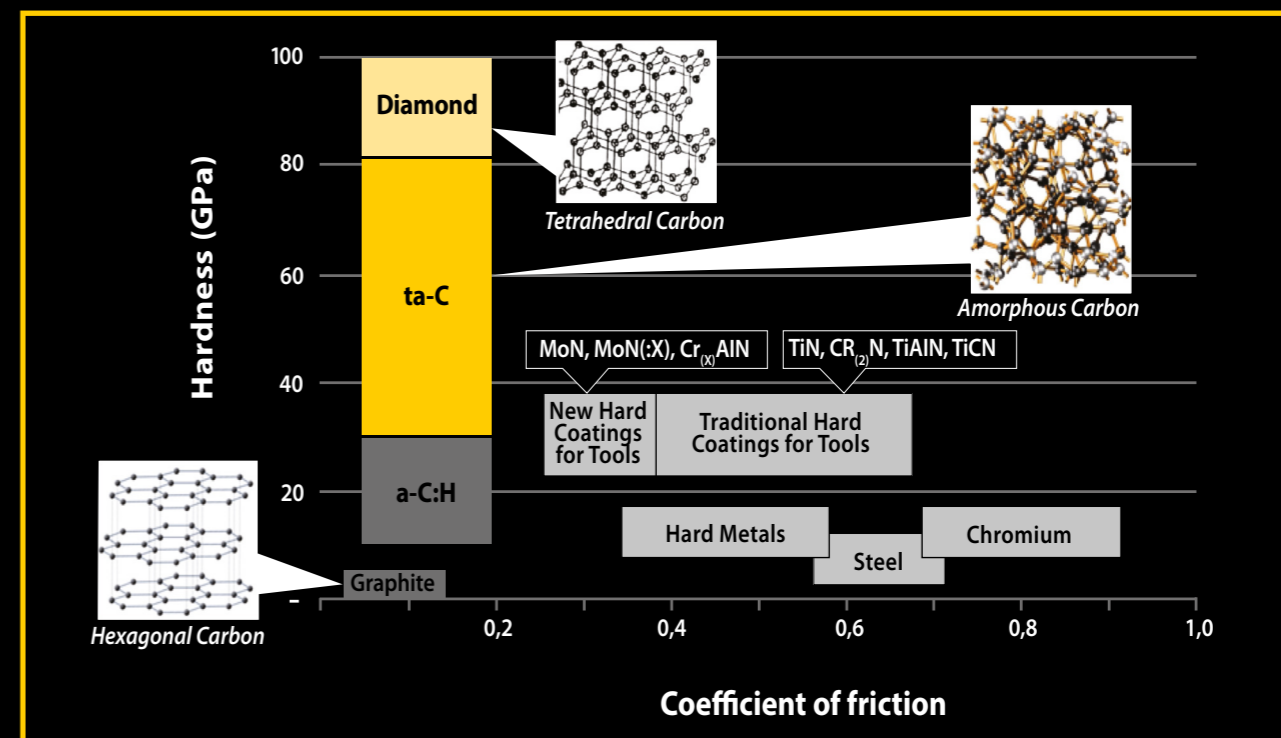 Hardness (GPa)
100
80
60
40
20
–
Diamond
ta-C
a-C:H
Graphite
Tetrahedral Carbon
Amorphous Carbon
Hexagonal Carbon
MoN, MoN(:X), Cr(X)AlN
TiN, CR(2)N, TiAlN, TiCN
New Hard
Coatings
for Tools
Traditional Hard
Coatings for Tools
Hard Metals
Steel
Chromium
0,2
0,4
0,6
0,8
1,0
Coefficient of friction